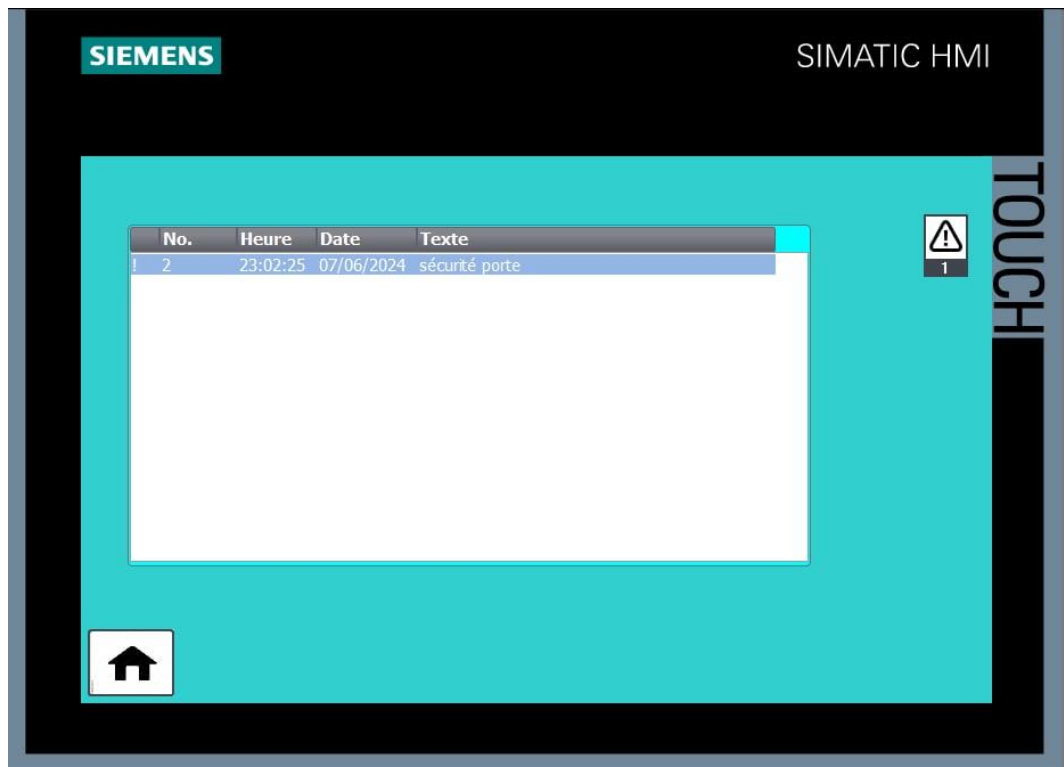 SIEMENS
SIMATIC HMI
TOUCH
No. Heure Date Texte
! 2 23:02:25 07/06/2024 sécurité porte
1